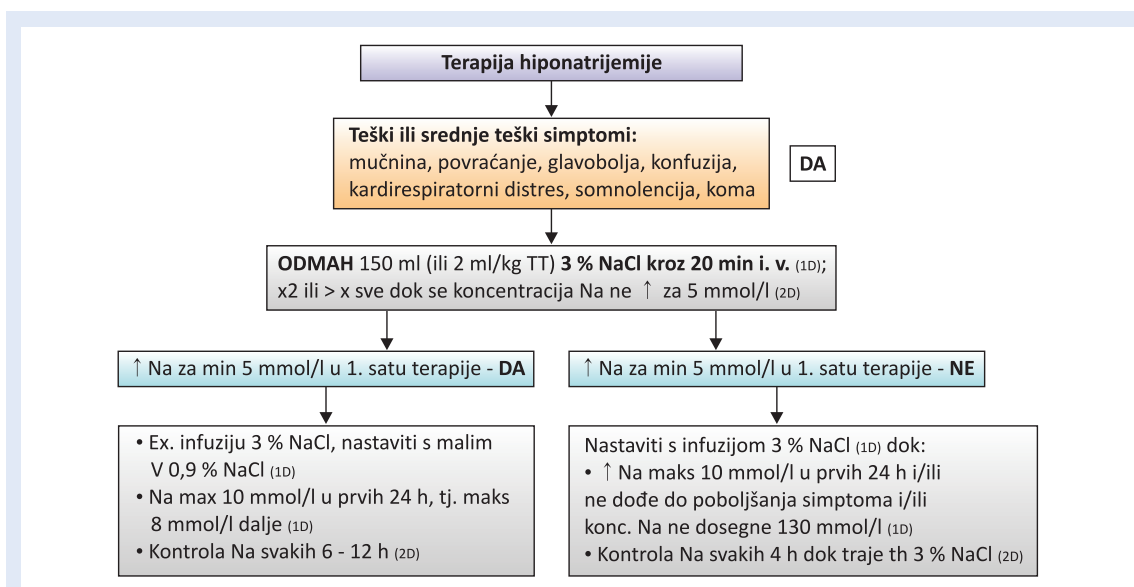 Terapija hiponatrijemije
Teški ili srednje teški simptomi:
mučnina, povraćanje, glavobolja, konfuzija,
kardirespiratorni distres, somnolencija, koma
DA
ODMAH 150 ml (ili 2 ml/kg TT) 3 % NaCl kroz 20 min i. v. (1D);
x2 ili > x sve dok se koncentracija Na ne ↑ za 5 mmol/l (2D)
↑ Na za min 5 mmol/l u 1. satu terapije - DA
• Ex. infuziju 3 % NaCl, nastaviti s malim
V 0,9 % NaCl (1D)
• Na max 10 mmol/l u prvih 24 h, tj. maks
8 mmol/l dalje (1D)
• Kontrola Na svakih 6 - 12 h (2D)
↑ Na za min 5 mmol/l u 1. satu terapije - NE
Nastaviti s infuzijom 3 % NaCl (1D) dok:
• ↑ Na maks 10 mmol/l u prvih 24 h i/ili
ne dođe do poboljšanja simptoma i/ili
konc. Na ne dosegne 130 mmol/l (1D)
• Kontrola Na svakih 4 h dok traje th 3 % NaCl (2D)